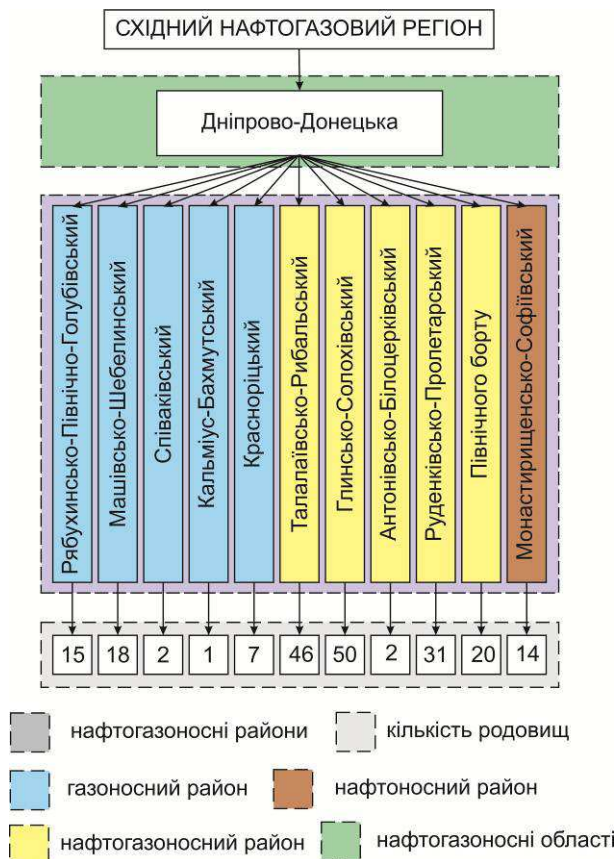 СХІДНИЙ НАФТОГАЗОВИЙ РЕГІОН
Дніпрово-Донецька
Рябухинсько-Північно-Голубівський
Машівсько-Шебелинський
Співаківський
Кальміус-Бахмутський
Красноріцький
Талалаївсько-Рибальський
Глинсько-Солохівський
Антонівсько-Білоцерківський
Руденківсько-Пролетарський
Північного борту
Монастирищенсько-Софіївський
15 18 2 1 7 46 50 2 31 20 14
нафтогазоносні райони
кількість родовищ
газоносний район
нафтоносний район
нафтогазоносний район
нафтогазоносні області